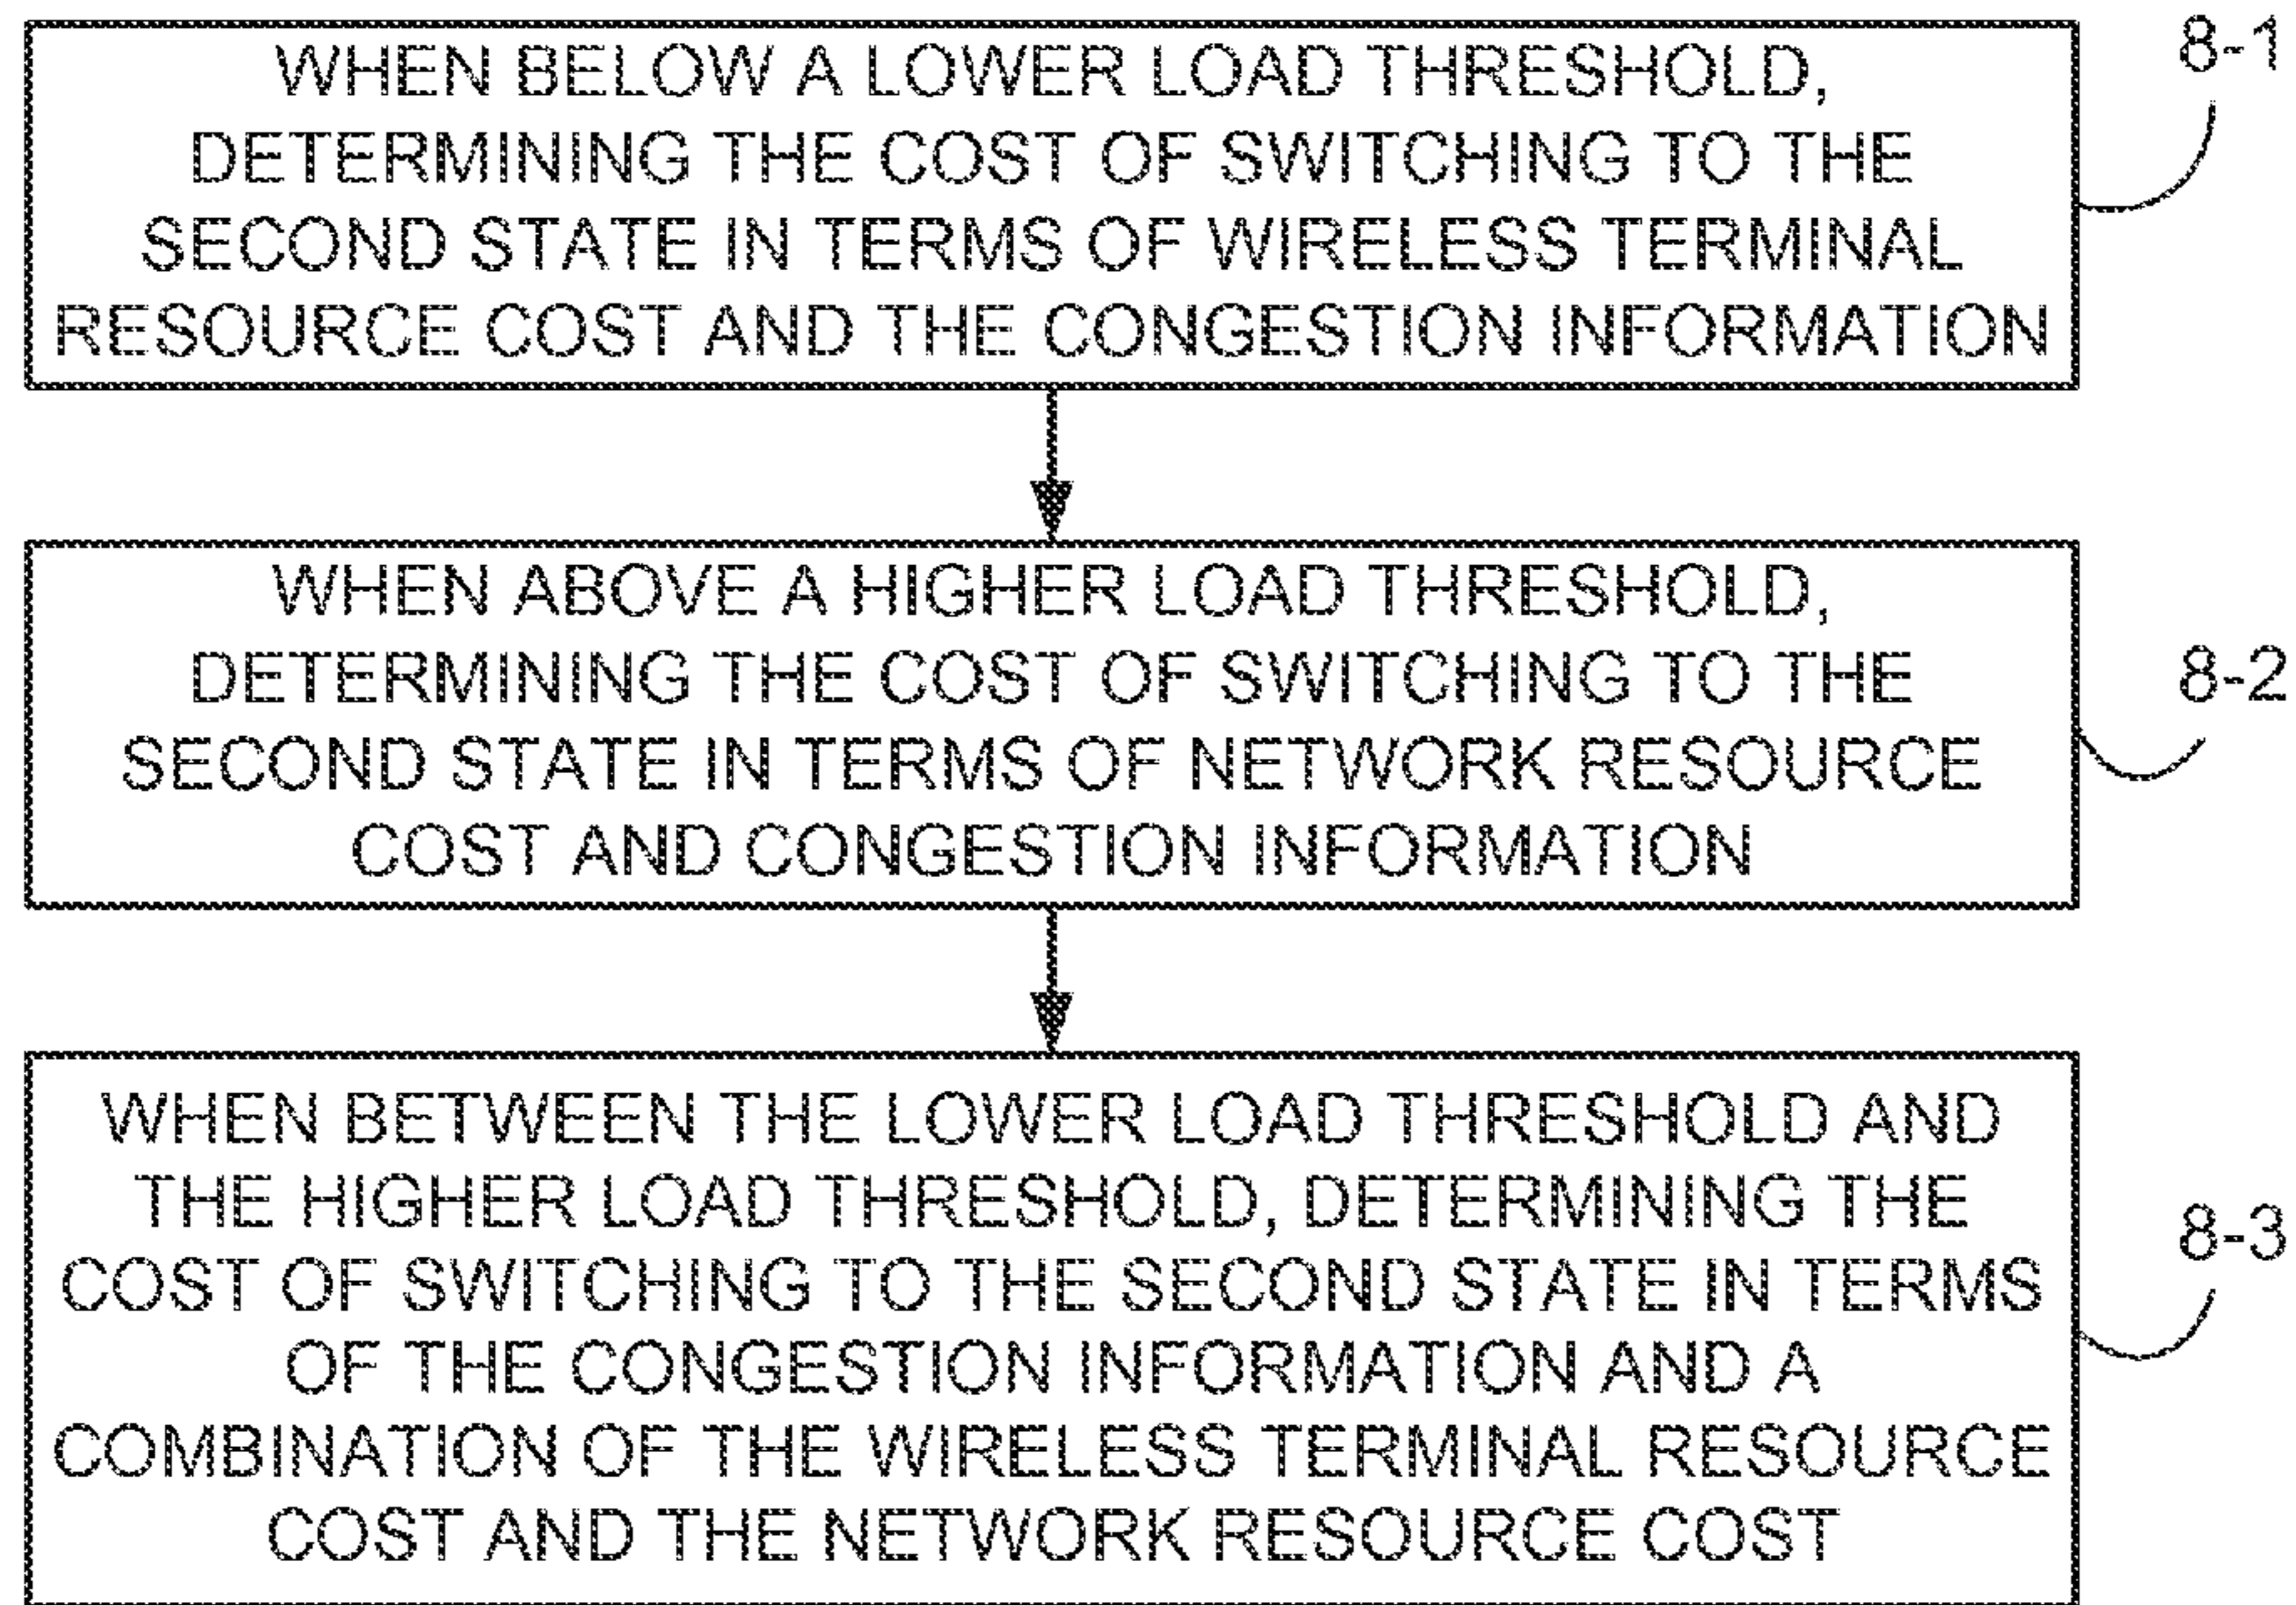 WHEN BELOW A LOWER LOAD THRESHOLD,
DETERMINING THE COST OF SWITCHING TO THE
SECOND STATE IN TERMS OF WIRELESS TERMINAL
RESOURCE COST AND THE CONGESTION INFORMATION
8-1
WHEN ABOVE A HIGHER LOAD THRESHOLD,
DETERMINING THE COST OF SWITCHING TO THE
SECOND STATE IN TERMS OF NETWORK RESOURCE
COST AND CONGESTION INFORMATION
8-2
WHEN BETWEEN THE LOWER LOAD THRESHOLD AND
THE HIGHER LOAD THRESHOLD, DETERMINING THE
COST OF SWITCHING TO THE SECOND STATE IN TERMS
OF THE CONGESTION INFORMATION AND A
COMBINATION OF THE WIRELESS TERMINAL RESOURCE
COST AND THE NETWORK RESOURCE COST
8-3